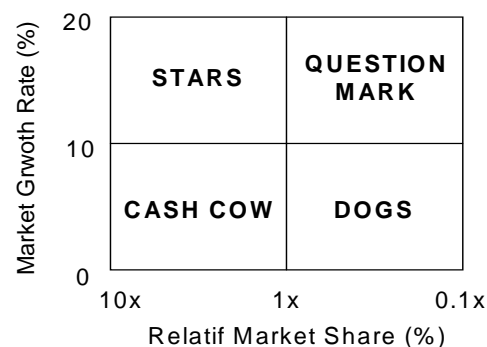 Market Grwoth Rate (%)
20
10
0
STARS
QUESTION
MARK
CASH COW
DOGS
10x
1x
0.1x
Relatif Market Share (%)